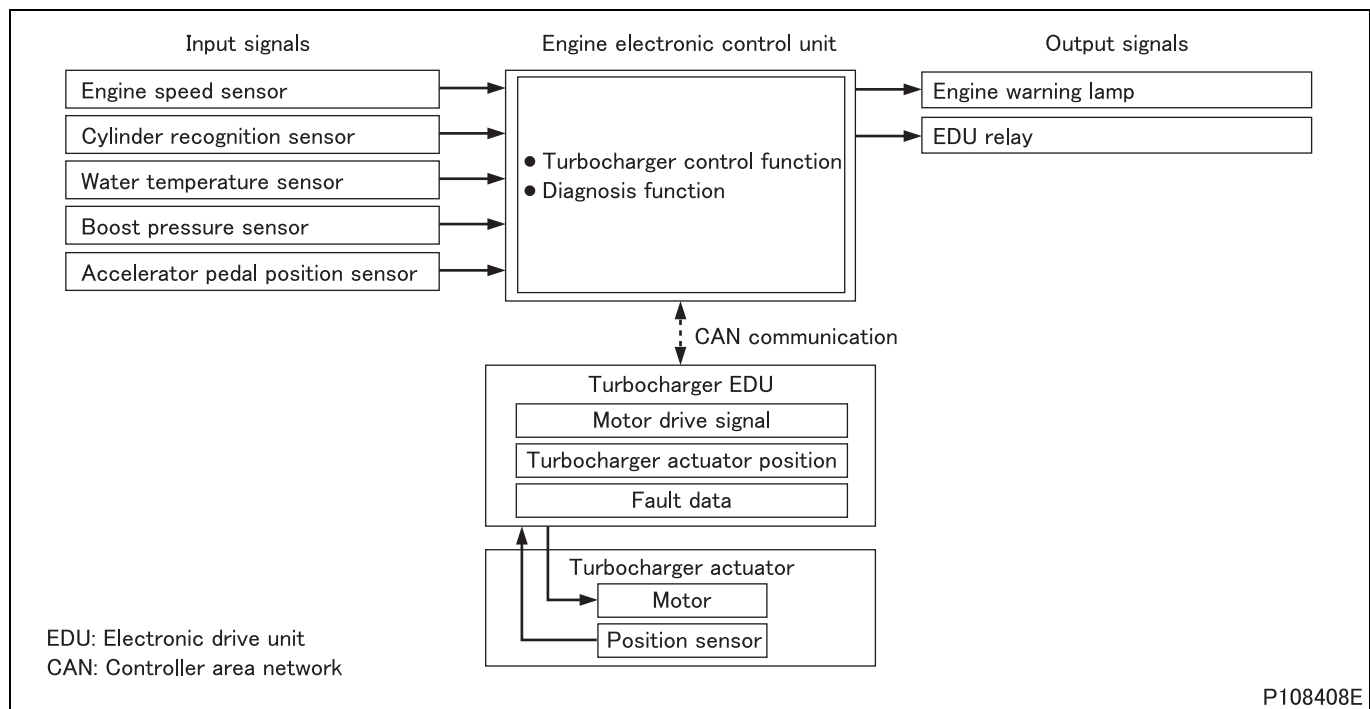 Input signals
Engine electronic control unit
Output signals
Engine speed sensor
Cylinder recognition sensor
Water temperature sensor
Boost pressure sensor
Accelerator pedal position sensor
● Turbocharger control function
● Diagnosis function
Engine warning lamp
EDU relay
CAN communication
Turbocharger EDU
Motor drive signal
Turbocharger actuator position
Fault data
Turbocharger actuator
Motor
Position sensor
EDU: Electronic drive unit
CAN: Controller area network
P108408E